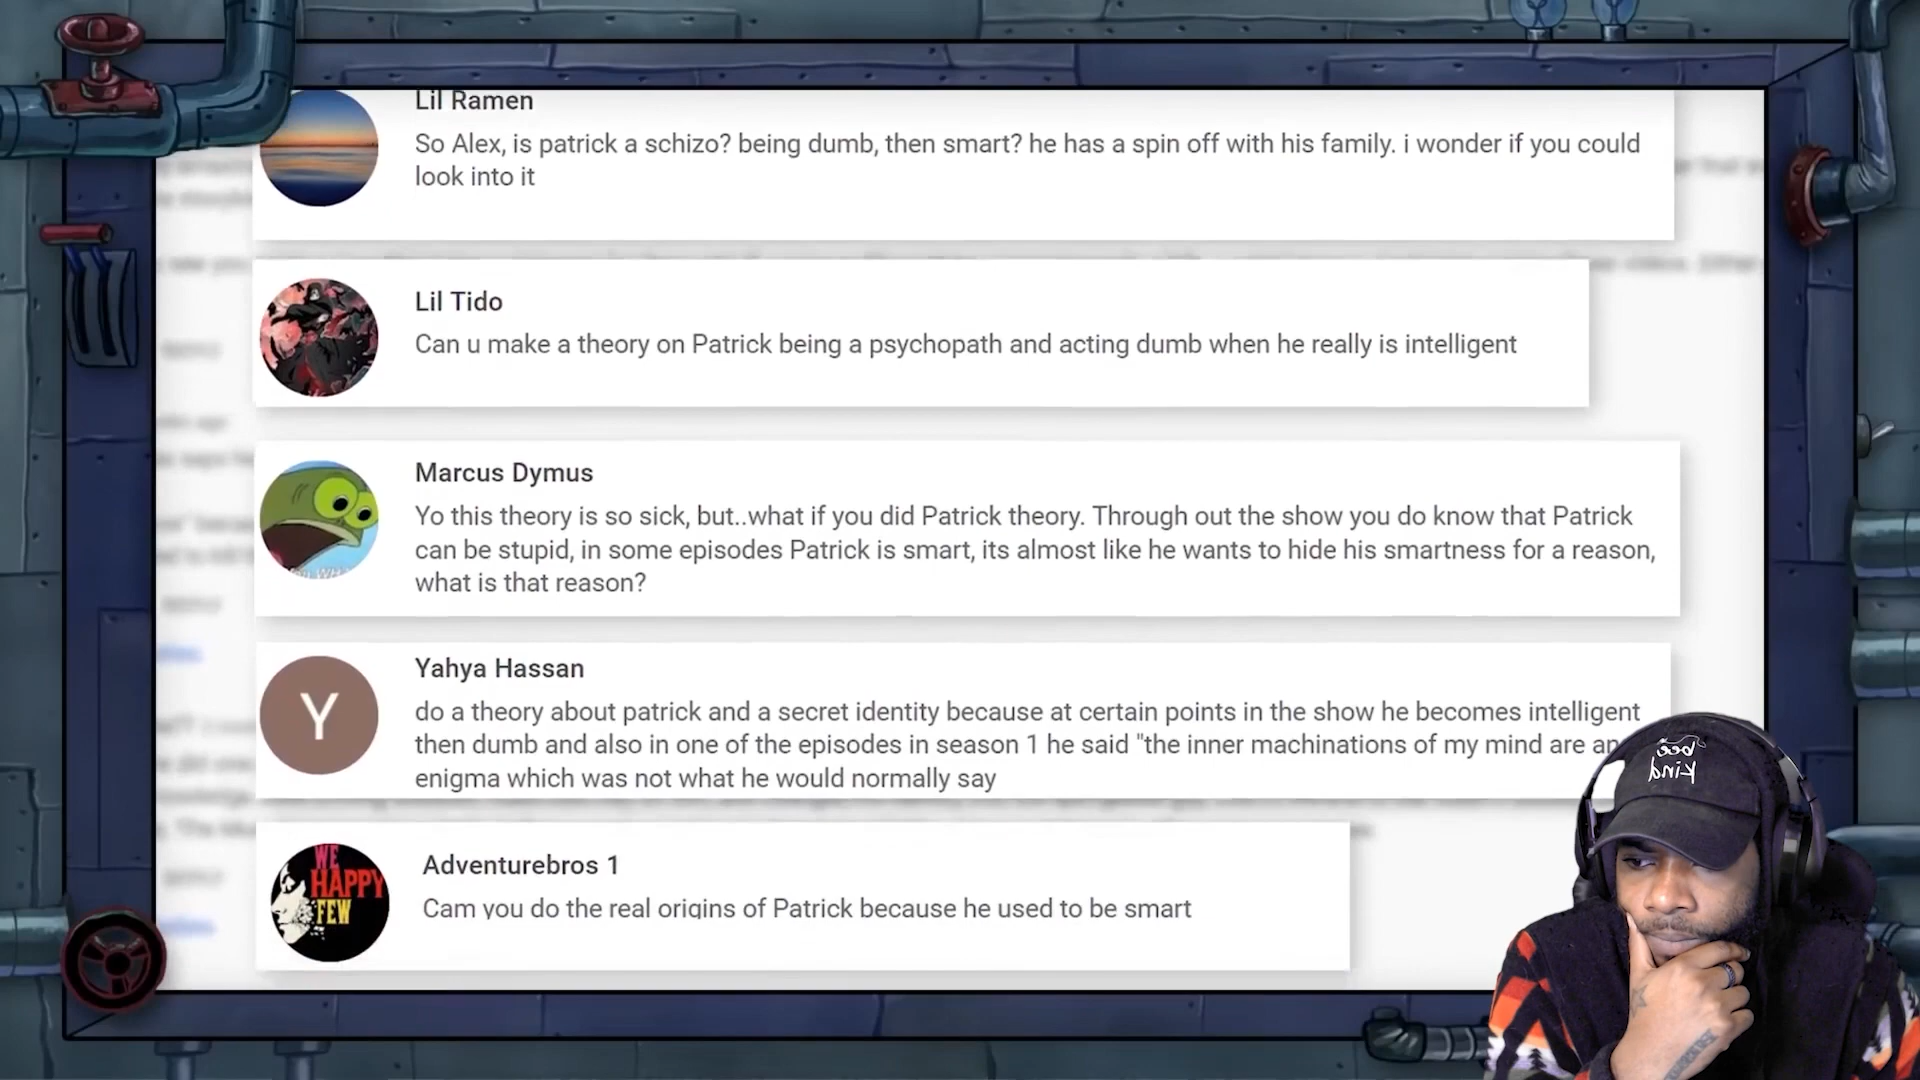 Lil Ramen
So Alex, is patrick a schizo? being dumb, then smart? he has a spin off with his family. i wonder if you could
look into it
Lil Tido
Can u make a theory on Patrick being a psychopath and acting dumb when he really is intelligent
Marcus Dymus
Yo this theory is so sick, but..what if you did Patrick theory. Through out the show you do know that Patrick
can be stupid, in some episodes Patrick is smart, its almost like he wants to hide his smartness for a reason,
what is that reason?
Y
Yahya Hassan
do a theory about patrick and a secret identity because at certain points in the show he becomes intelligent
then dumb and also in one of the episodes in season 1 he said "the inner machinations of my mind are an
enigma which was not what he would normally say
bee
kind
WE
HAPPY
FEW
Adventurebros 1
Cam you do the real origins of Patrick because he used to be smart